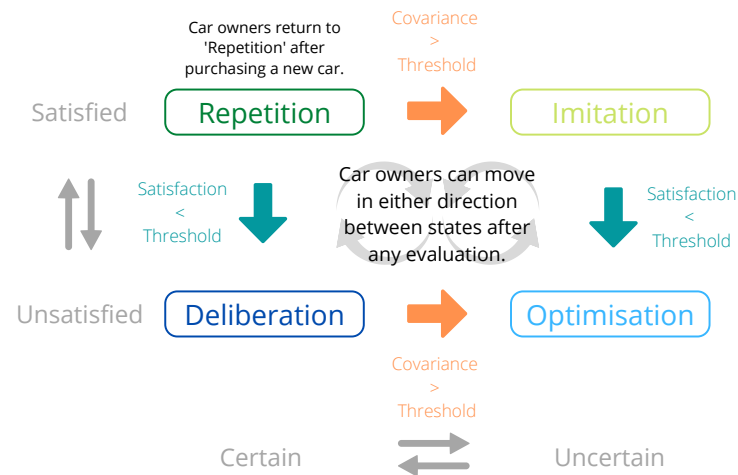 Car owners return to
'Repetition' after
purchasing a new car.
Covariance
>
Threshold
Satisfied
Repetition
Imitation
Satisfaction
<
Threshold
Car owners can move
in either direction
between states after
any evaluation.
Satisfaction
<
Threshold
Unsatisfied
Deliberation
Optimisation
Covariance
>
Threshold
Certain
Uncertain